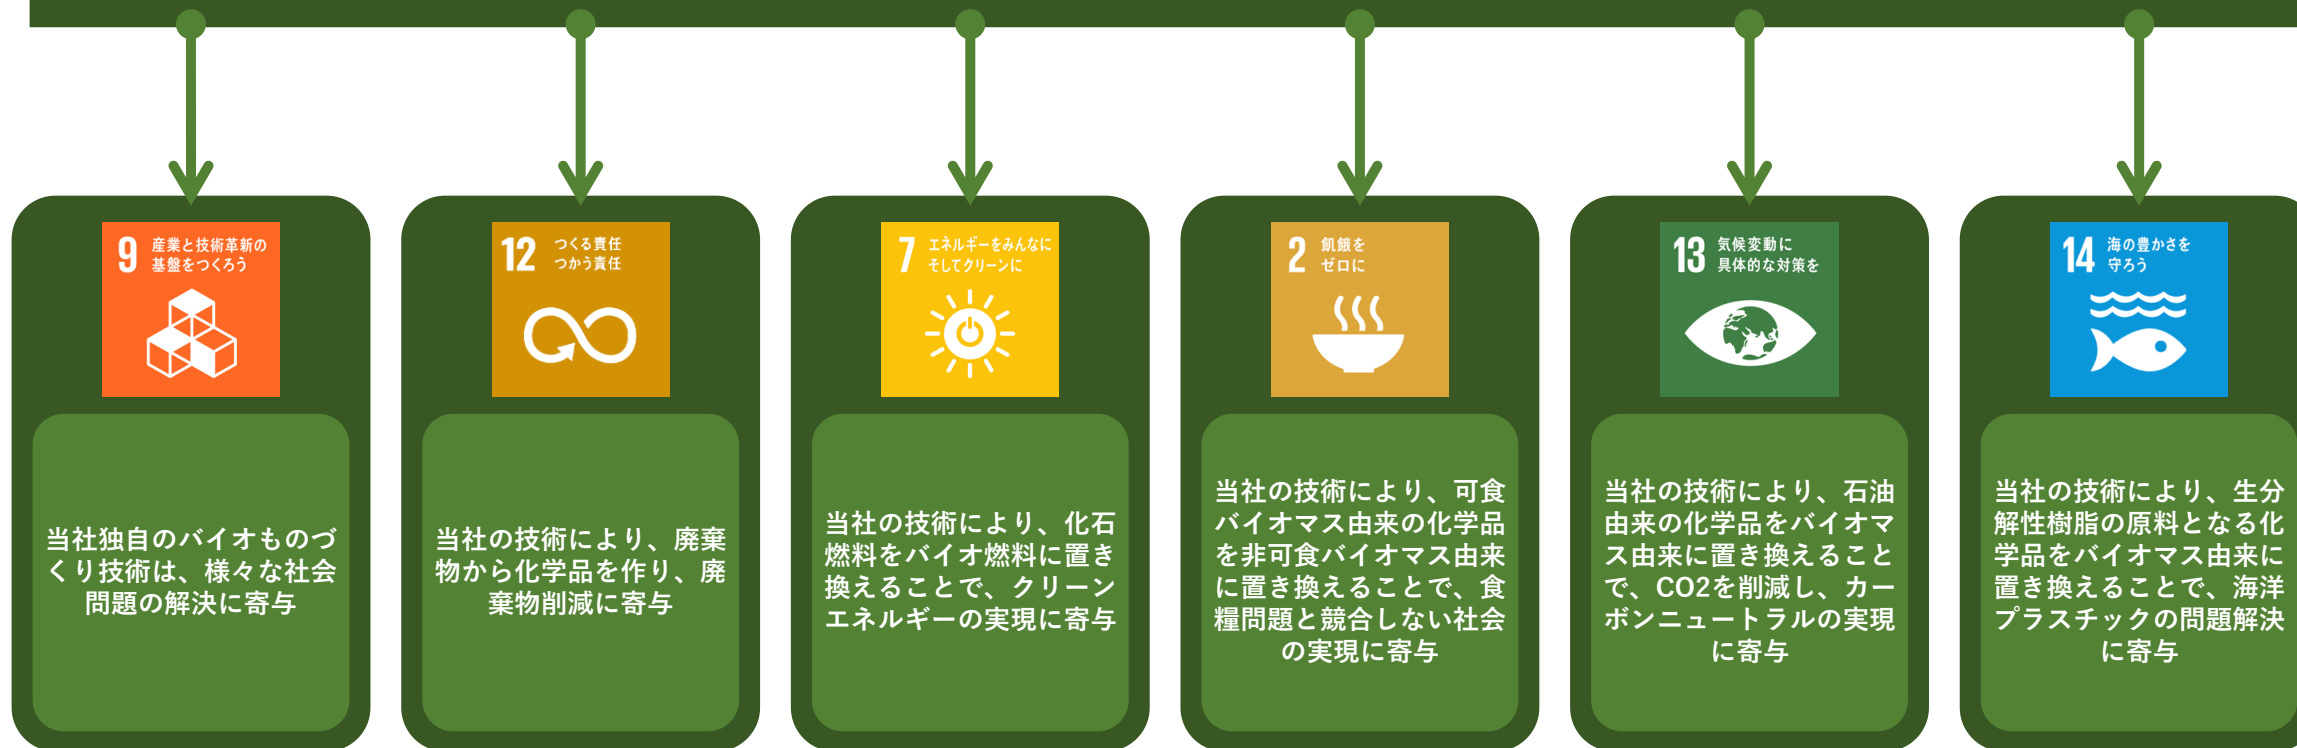 9 産業と技術革新の
基盤をつくろう
当社独自のバイオものづ
くり技術は、様々な社会
問題の解決に寄与
12 つくる責任
つかう責任
当社の技術により、廃棄
物から化学品を作り、廃
棄物削減に寄与
7 エネルギーをみんなに
そしてクリーンに
当社の技術により、化石
燃料をバイオ燃料に置き
換えることで、クリーン
エネルギーの実現に寄与
2 飢餓を
ゼロに
当社の技術により、可食
バイオマス由来の化学品
を非可食バイオマス由来
に置き換えることで、食
糧問題と競合しない社会
の実現に寄与
13 気候変動に
具体的な対策を
当社の技術により、石油
由来の化学品をバイオマ
ス由来に置き換えること
で、CO2を削減し、カー
ボンニュートラルの実現
に寄与
14 海の豊かさを
守ろう
当社の技術により、生分
解性樹脂の原料となる化
学品をバイオマス由来に
置き換えることで、海洋
プラスチックの問題解決
に寄与